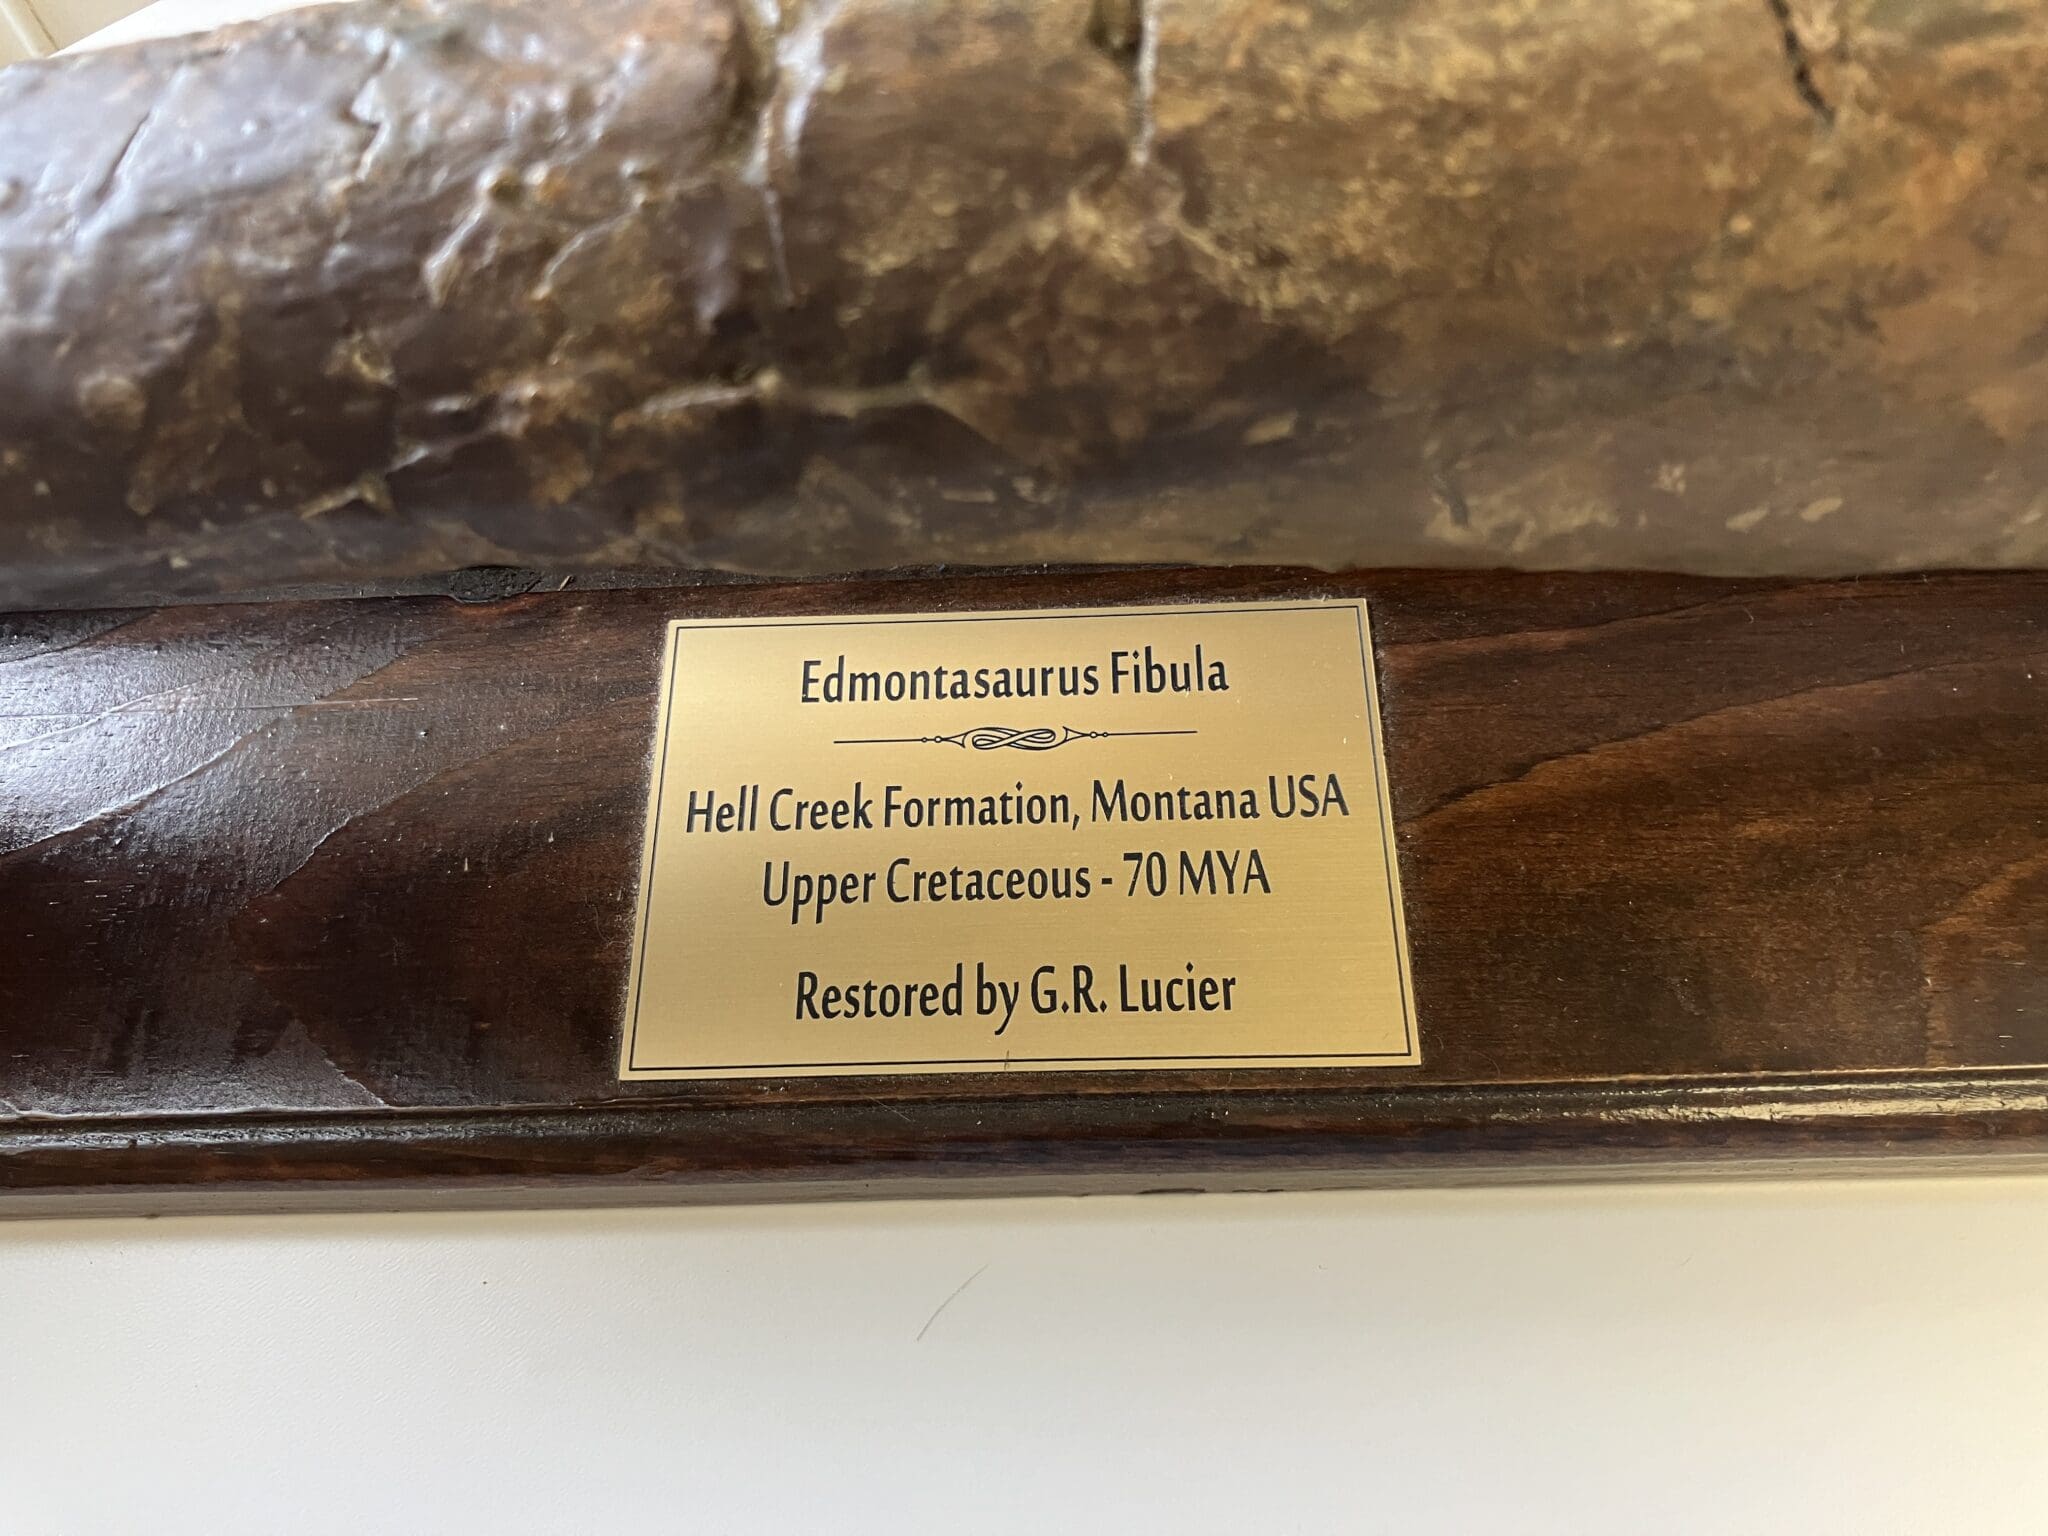 Edmontasaurus Fibula
Hell Creek Formation, Montana USA
Upper Cretaceous - 70 MYA
Restored by G.R. Lucier